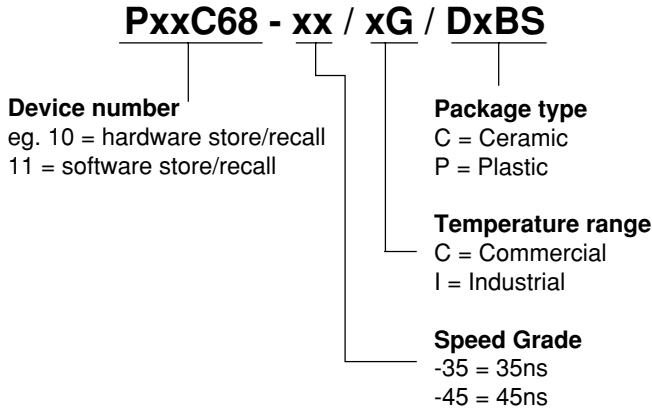 PxxC68 - xx / xG / DxBS
Device number
eg. 10 = hardware store/recall
11 = software store/recall
Package type
C = Ceramic
P = Plastic
Temperature range
C = Commercial
I = Industrial
Speed Grade
-35 = 35ns
-45 = 45ns